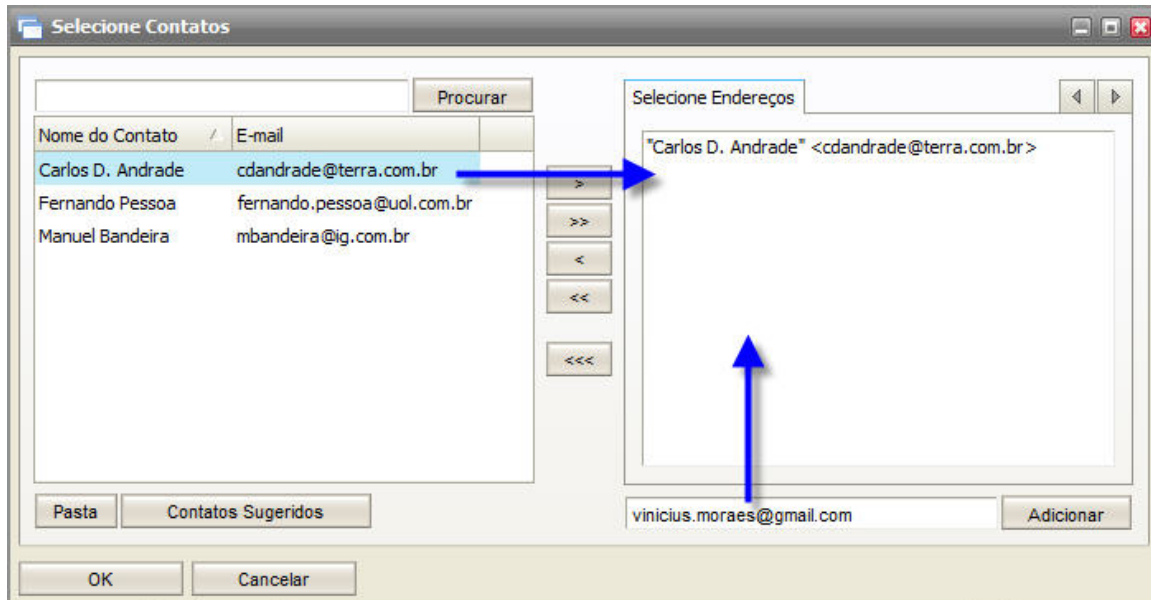 Selecione Contatos
Procurar
Nome do Contato E-mail
Carlos D. Andrade cdandrade@terra.com.br
Fernando Pessoa fernando.pessoa@uol.com.br
Manuel Bandeira mbandeira@ig.com.br
Pasta Contatos Sugeridos
>
>>
<
<<
<<<
Selecione Endereços
"Carlos D. Andrade" <cdandrade@terra.com.br>
vinicius.moraes@gmail.com Adicionar
OK Cancelar